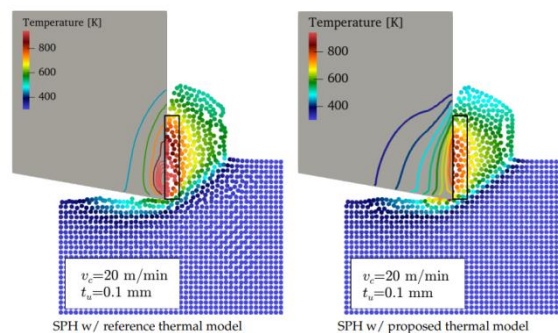 Temperature [K]
800
600
400
v_c=20 m/min
t_u=0.1 mm
SPH w/ reference thermal model
Temperature [K]
800
600
400
v_c=20 m/min
t_u=0.1 mm
SPH w/ proposed thermal model